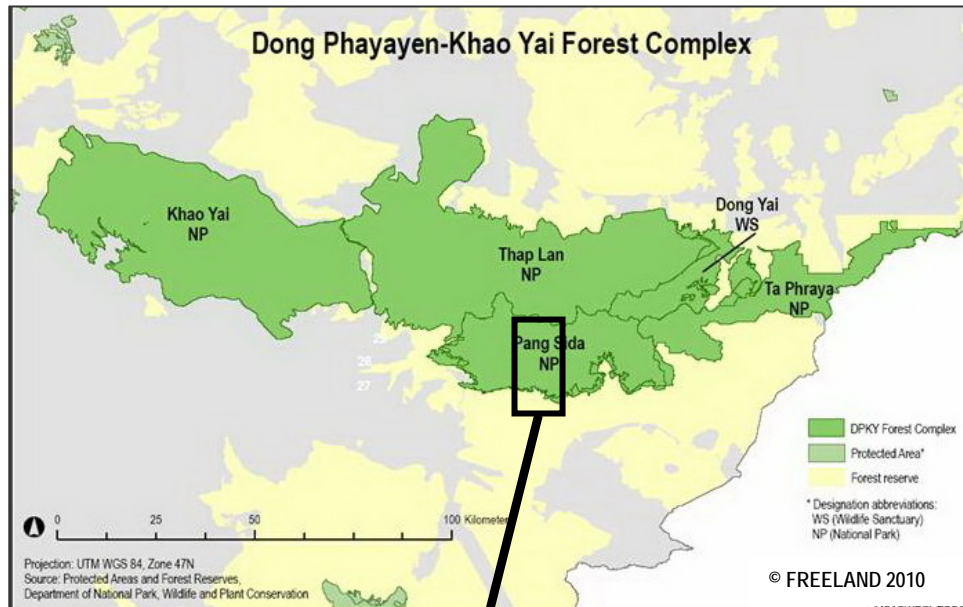 Dong Phayayen-Khao Yai Forest Complex
Dong Yai
WS
Khao Yai
NP
Thap Lan
NP
Ta Phraya
NP
Pang Sida
NP
28
27
DPKY Forest Complex
Protected Area*
Forest reserve
* Designation abbreviations:
WS (Wildlife Sanctuary)
NP (National Park)
0 25 50 100 Kilometer
Projection: UTM WGS 84, Zone 47N
Source: Protected Areas and Forest Reserves,
Department of National Park, Wildlife and Plant Conservation
© FREELAND 2010